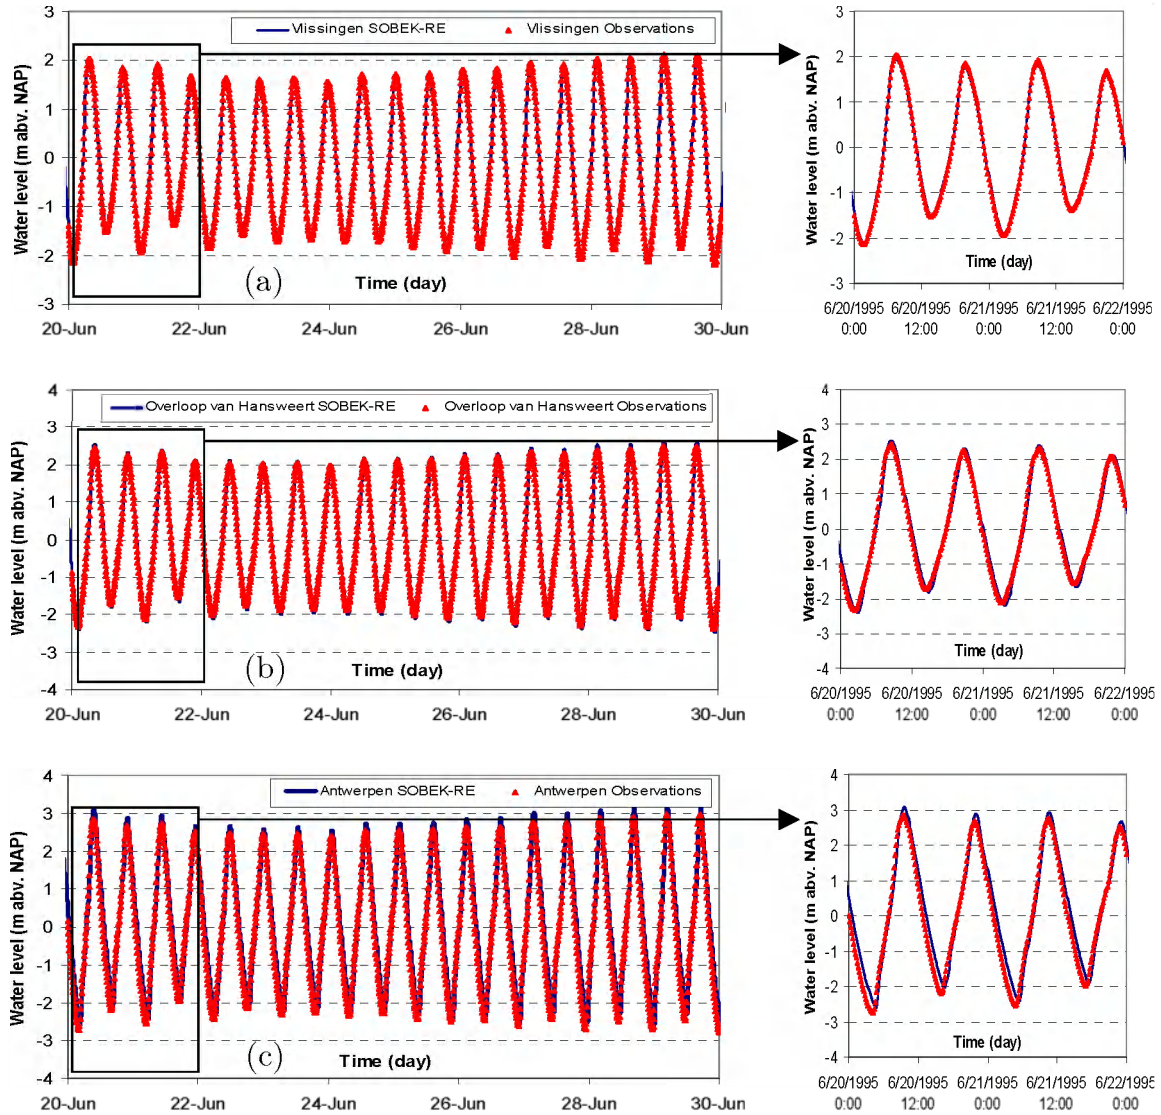 3
2
1
0
-1
-2
-3
Water level (m abv. NAP)
Vlissingen SOBEK-RE
Vlissingen Observations
(a)
Time (day)
20-Jun
22-Jun
24-Jun
26-Jun
28-Jun
30-Jun
3
2
1
0
-1
-2
-3
Water level (m abv. NAP)
Time (day)
6/20/1995 6/20/1995 6/21/1995 6/21/1995 6/22/1995
0:00 12:00 0:00 12:00 0:00
4
3
2
1
0
-1
-2
-3
-4
Water level (m abv. NAP)
Overloop van Hansweert SOBEK-RE
Overloop van Hansweert Observations
(b)
Time (day)
20-Jun
22-Jun
24-Jun
26-Jun
28-Jun
30-Jun
4
3
2
1
0
-1
-2
-3
-4
Water level (m abv. NAP)
Time (day)
6/20/1995 6/20/1995 6/21/1995 6/21/1995 6/22/1995
0:00 12:00 0:00 12:00 0:00
4
3
2
1
0
-1
-2
-3
-4
Water level (m abv. NAP)
Antwerpen SOBEK-RE
Antwerpen Observations
(c)
Time (day)
20-Jun
22-Jun
24-Jun
26-Jun
28-Jun
30-Jun
4
3
2
1
0
-1
-2
-3
-4
Water level (m abv. NAP)
Time (day)
6/20/1995 6/20/1995 6/21/1995 6/21/1995 6/22/1995
0:00 12:00 0:00 12:00 0:00